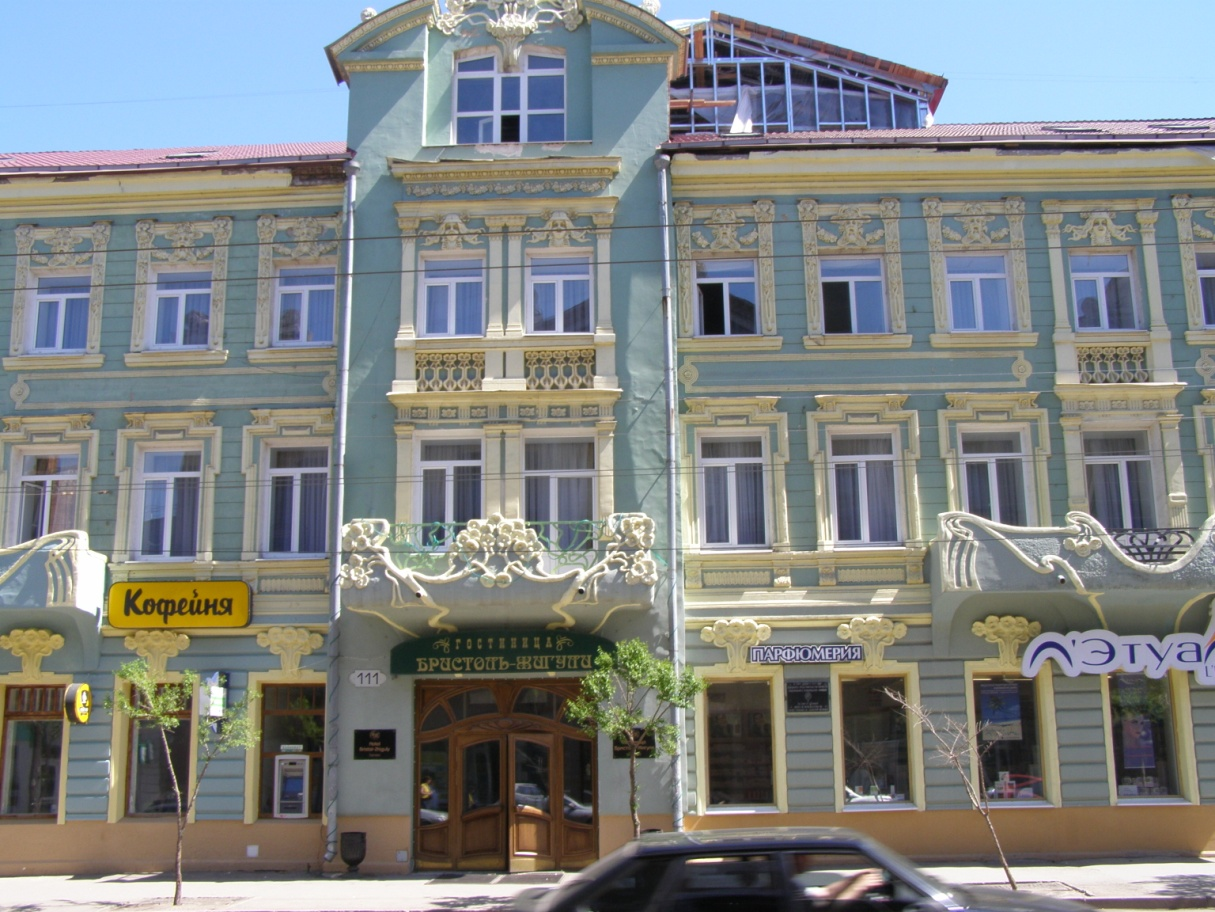 Кофейня
ГОСТИНИЦА
БРИСТОЛЬ-ЖИГУЛИ
111
ПАРФЮМЕРИЯ
Л'Этуа